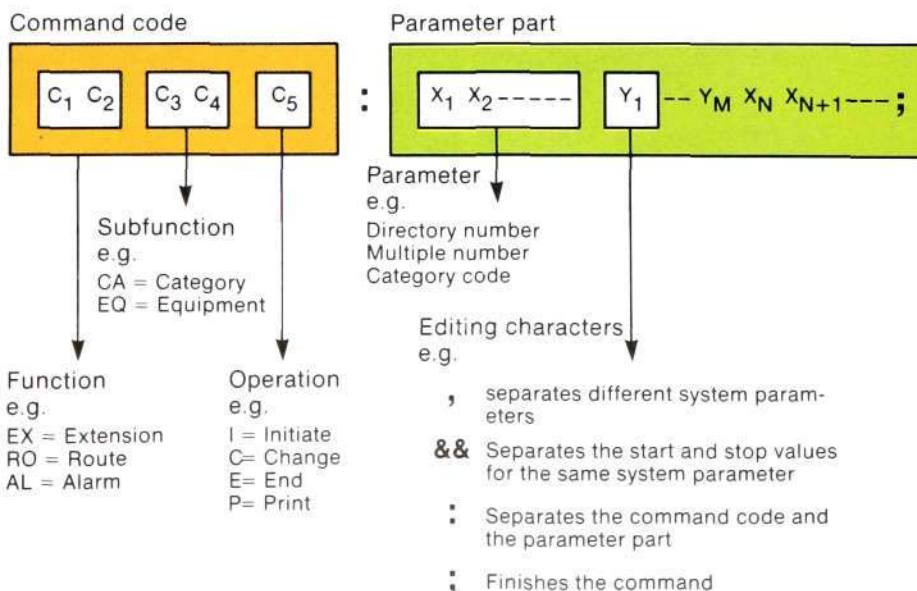 Command code
Parameter part
C1 C2 C3 C4 C5 : X1 X2----- Y1 -- YM XN XN+1---;
Subfunction
e.g.
CA = Category
EQ = Equipment
Function
e.g.
EX = Extension
RO = Route
AL = Alarm
Operation
e.g.
I = Initiate
C= Change
E= End
P= Print
Parameter
e.g.
Directory number
Multiple number
Category code
Editing characters
e.g.
, separates different system param-
eters
&& Separates the start and stop values
for the same system parameter
: Separates the command code and
the parameter part
; Finishes the command